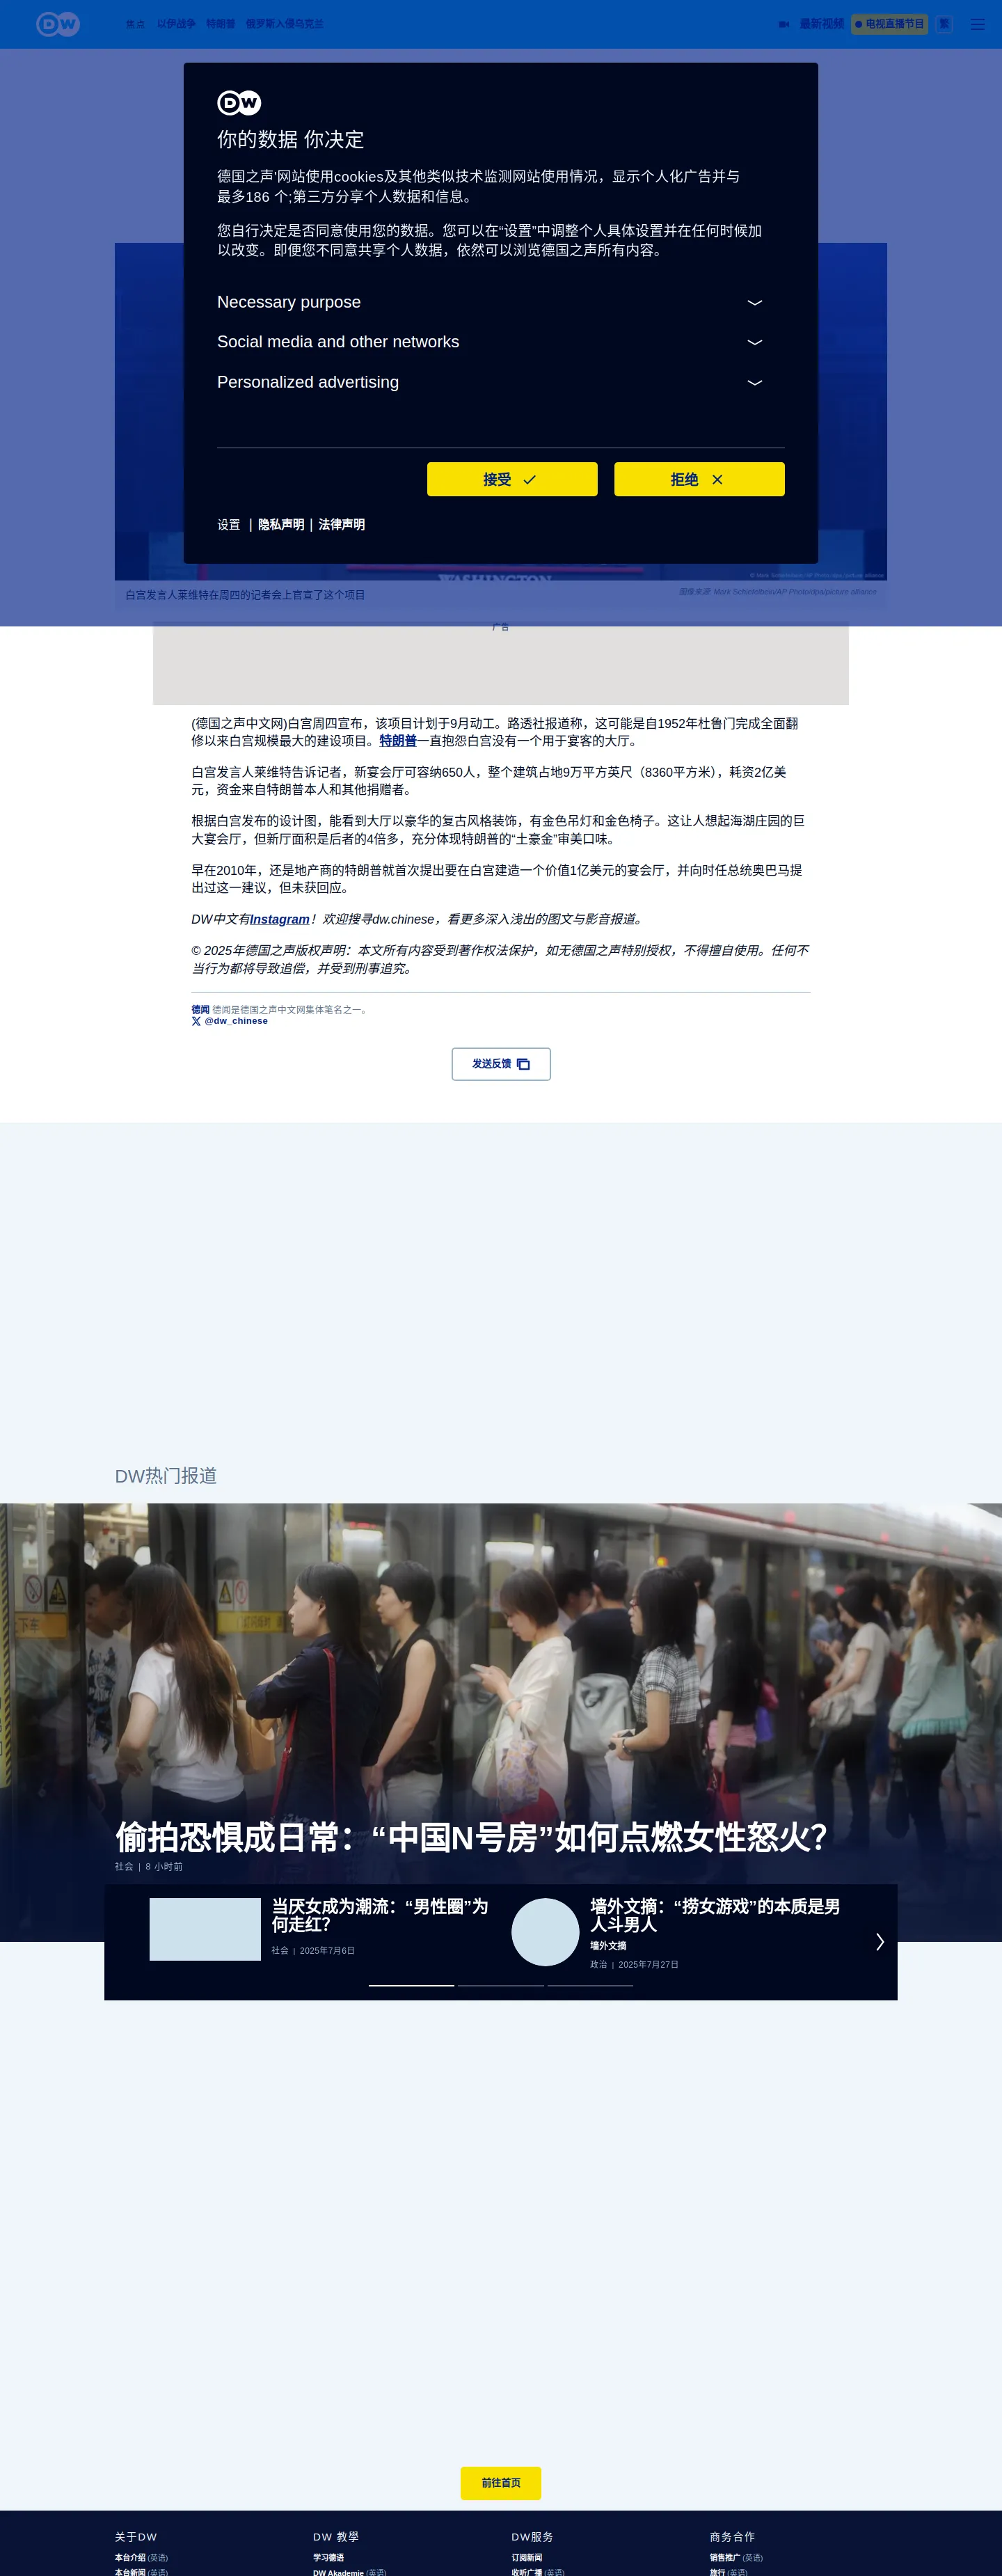 DW
焦点 以伊战争 特朗普 俄罗斯入侵乌克兰
最新视频 电视直播节目 繁
DW
你的数据 你决定
德国之声'网站使用cookies及其他类似技术监测网站使用情况，显示个人化广告并与
最多186 个;第三方分享个人数据和信息。
您自行决定是否同意使用您的数据。您可以在“设置”中调整个人具体设置并在任何时候加
以改变。即便您不同意共享个人数据，依然可以浏览德国之声所有内容。
Necessary purpose
Social media and other networks
Personalized advertising
接受
拒绝
设置 | 隐私声明 | 法律声明
WASHINGTON
白宫发言人莱维特在周四的记者会上官宣了这个项目
图像来源: Mark Schiefelbein/AP Photo/dpa/picture alliance
广告
(德国之声中文网)白宫周四宣布，该项目计划于9月动工。路透社报道称，这可能是自1952年杜鲁门完成全面翻
修以来白宫规模最大的建设项目。特朗普一直抱怨白宫没有一个用于宴客的大厅。
白宫发言人莱维特告诉记者，新宴会厅可容纳650人，整个建筑占地9万平方英尺（8360平方米），耗资2亿美
元，资金来自特朗普本人和其他捐赠者。
根据白宫发布的设计图，能看到大厅以豪华的复古风格装饰，有金色吊灯和金色椅子。这让人想起海湖庄园的巨
大宴会厅，但新厅面积是后者的4倍多，充分体现特朗普的“土豪金”审美口味。
早在2010年，还是地产商的特朗普就首次提出要在白宫建造一个价值1亿美元的宴会厅，并向时任总统奥巴马提
出过这一建议，但未获回应。
DW中文有Instagram！欢迎搜寻dw.chinese，看更多深入浅出的图文与影音报道。
© 2025年德国之声版权声明：本文所有内容受到著作权法保护，如无德国之声特别授权，不得擅自使用。任何不
当行为都将导致追偿，并受到刑事追究。
德闻 德闻是德国之声中文网集体笔名之一。
@dw_chinese
发送反馈
DW热门报道
偷拍恐惧成日常：“中国N号房”如何点燃女性怒火？
社会 | 8 小时前
当厌女成为潮流：“男性圈”为
何走红？
社会 | 2025年7月6日
墙外文摘：“捞女游戏”的本质是男
人斗男人
墙外文摘
政治 | 2025年7月27日
前往首页
关于DW
本台介绍 (英语)
本台新闻 (英语)
DW 教學
学习德语
DW Akademie (英语)
DW服务
订阅新闻
收听广播 (英语)
商务合作
销售推广 (英语)
旅行 (英语)